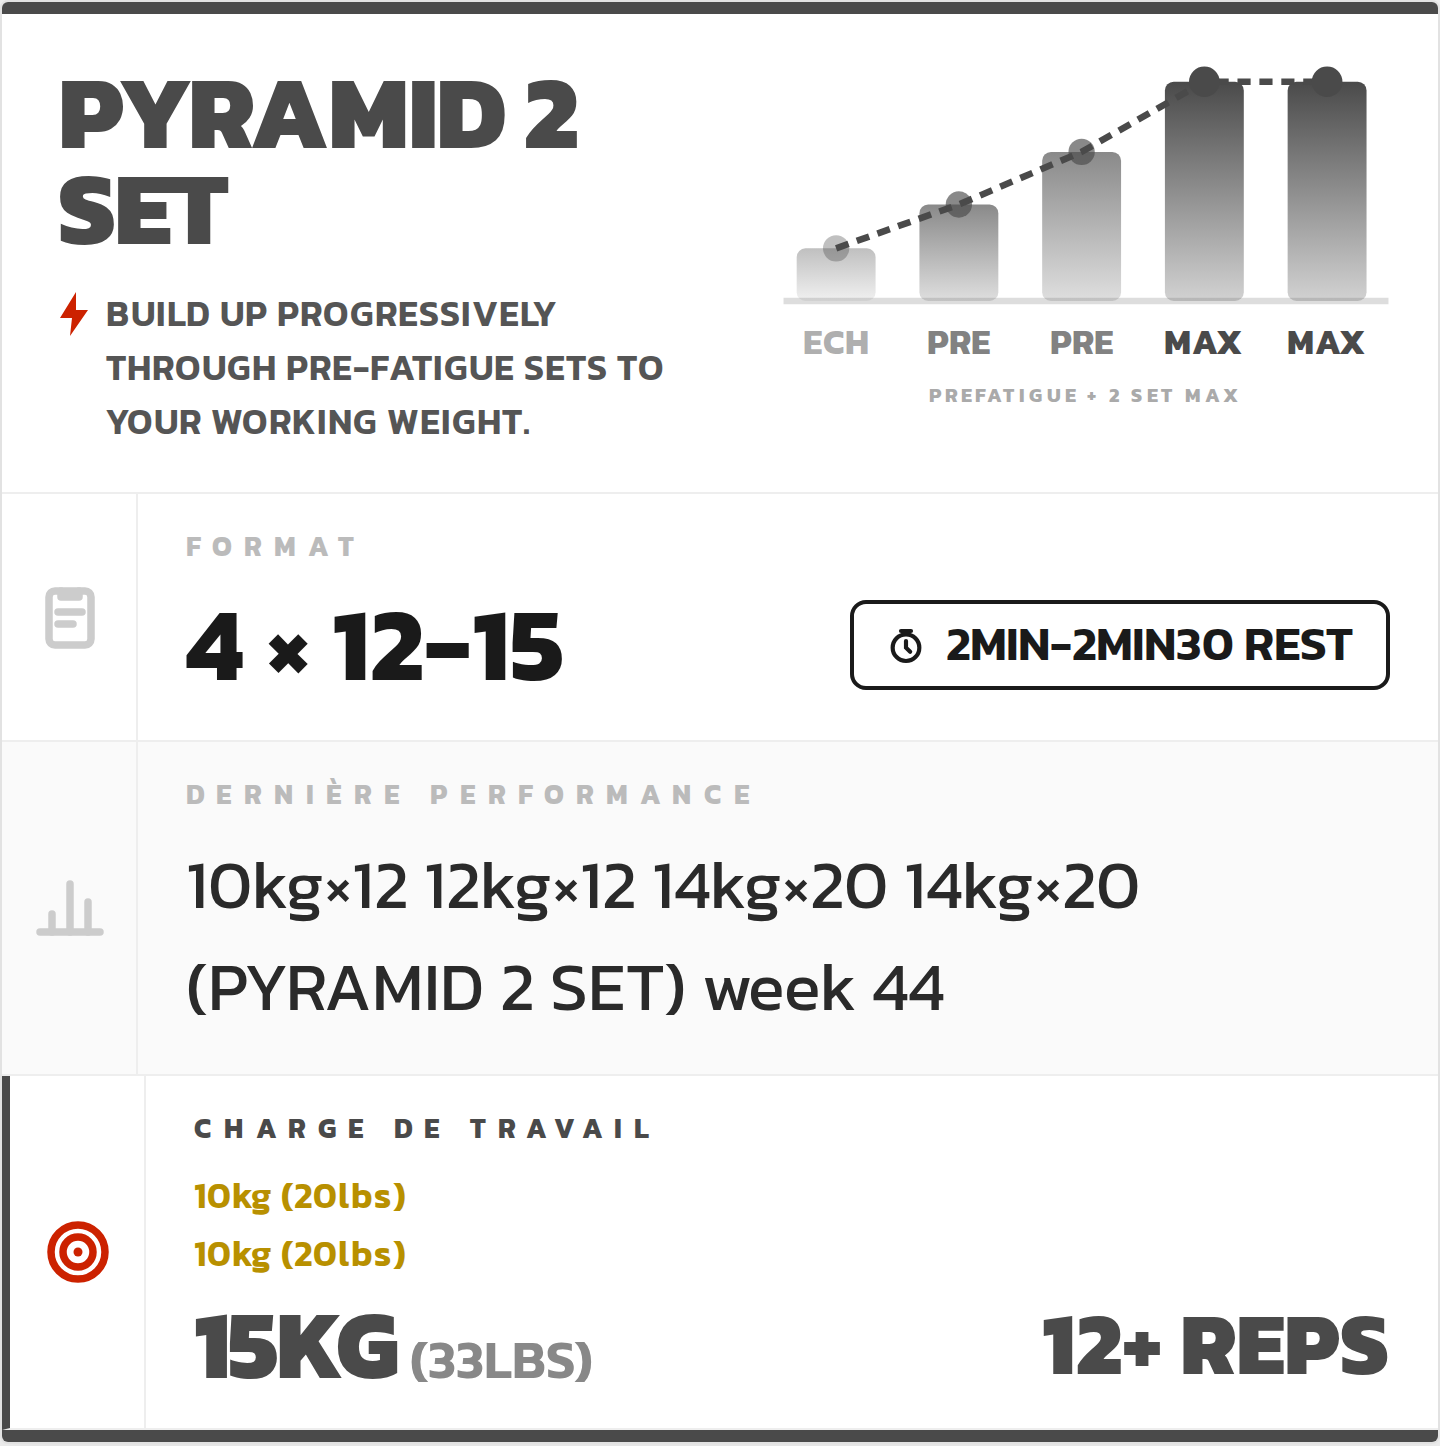 PYRAMID 2
SET
BUILD UP PROGRESSIVELY
THROUGH PRE-FATIGUE SETS TO
YOUR WORKING WEIGHT.
ECH PRE PRE MAX MAX
PREFATIGUE + 2 SET MAX
FORMAT
4 × 12–15
2MIN–2MIN30 REST
DERNIÈRE PERFORMANCE
10kg×12 12kg×12 14kg×20 14kg×20
(PYRAMID 2 SET) week 44
CHARGE DE TRAVAIL
10kg (20lbs)
10kg (20lbs)
15KG (33LBS)
12+ REPS